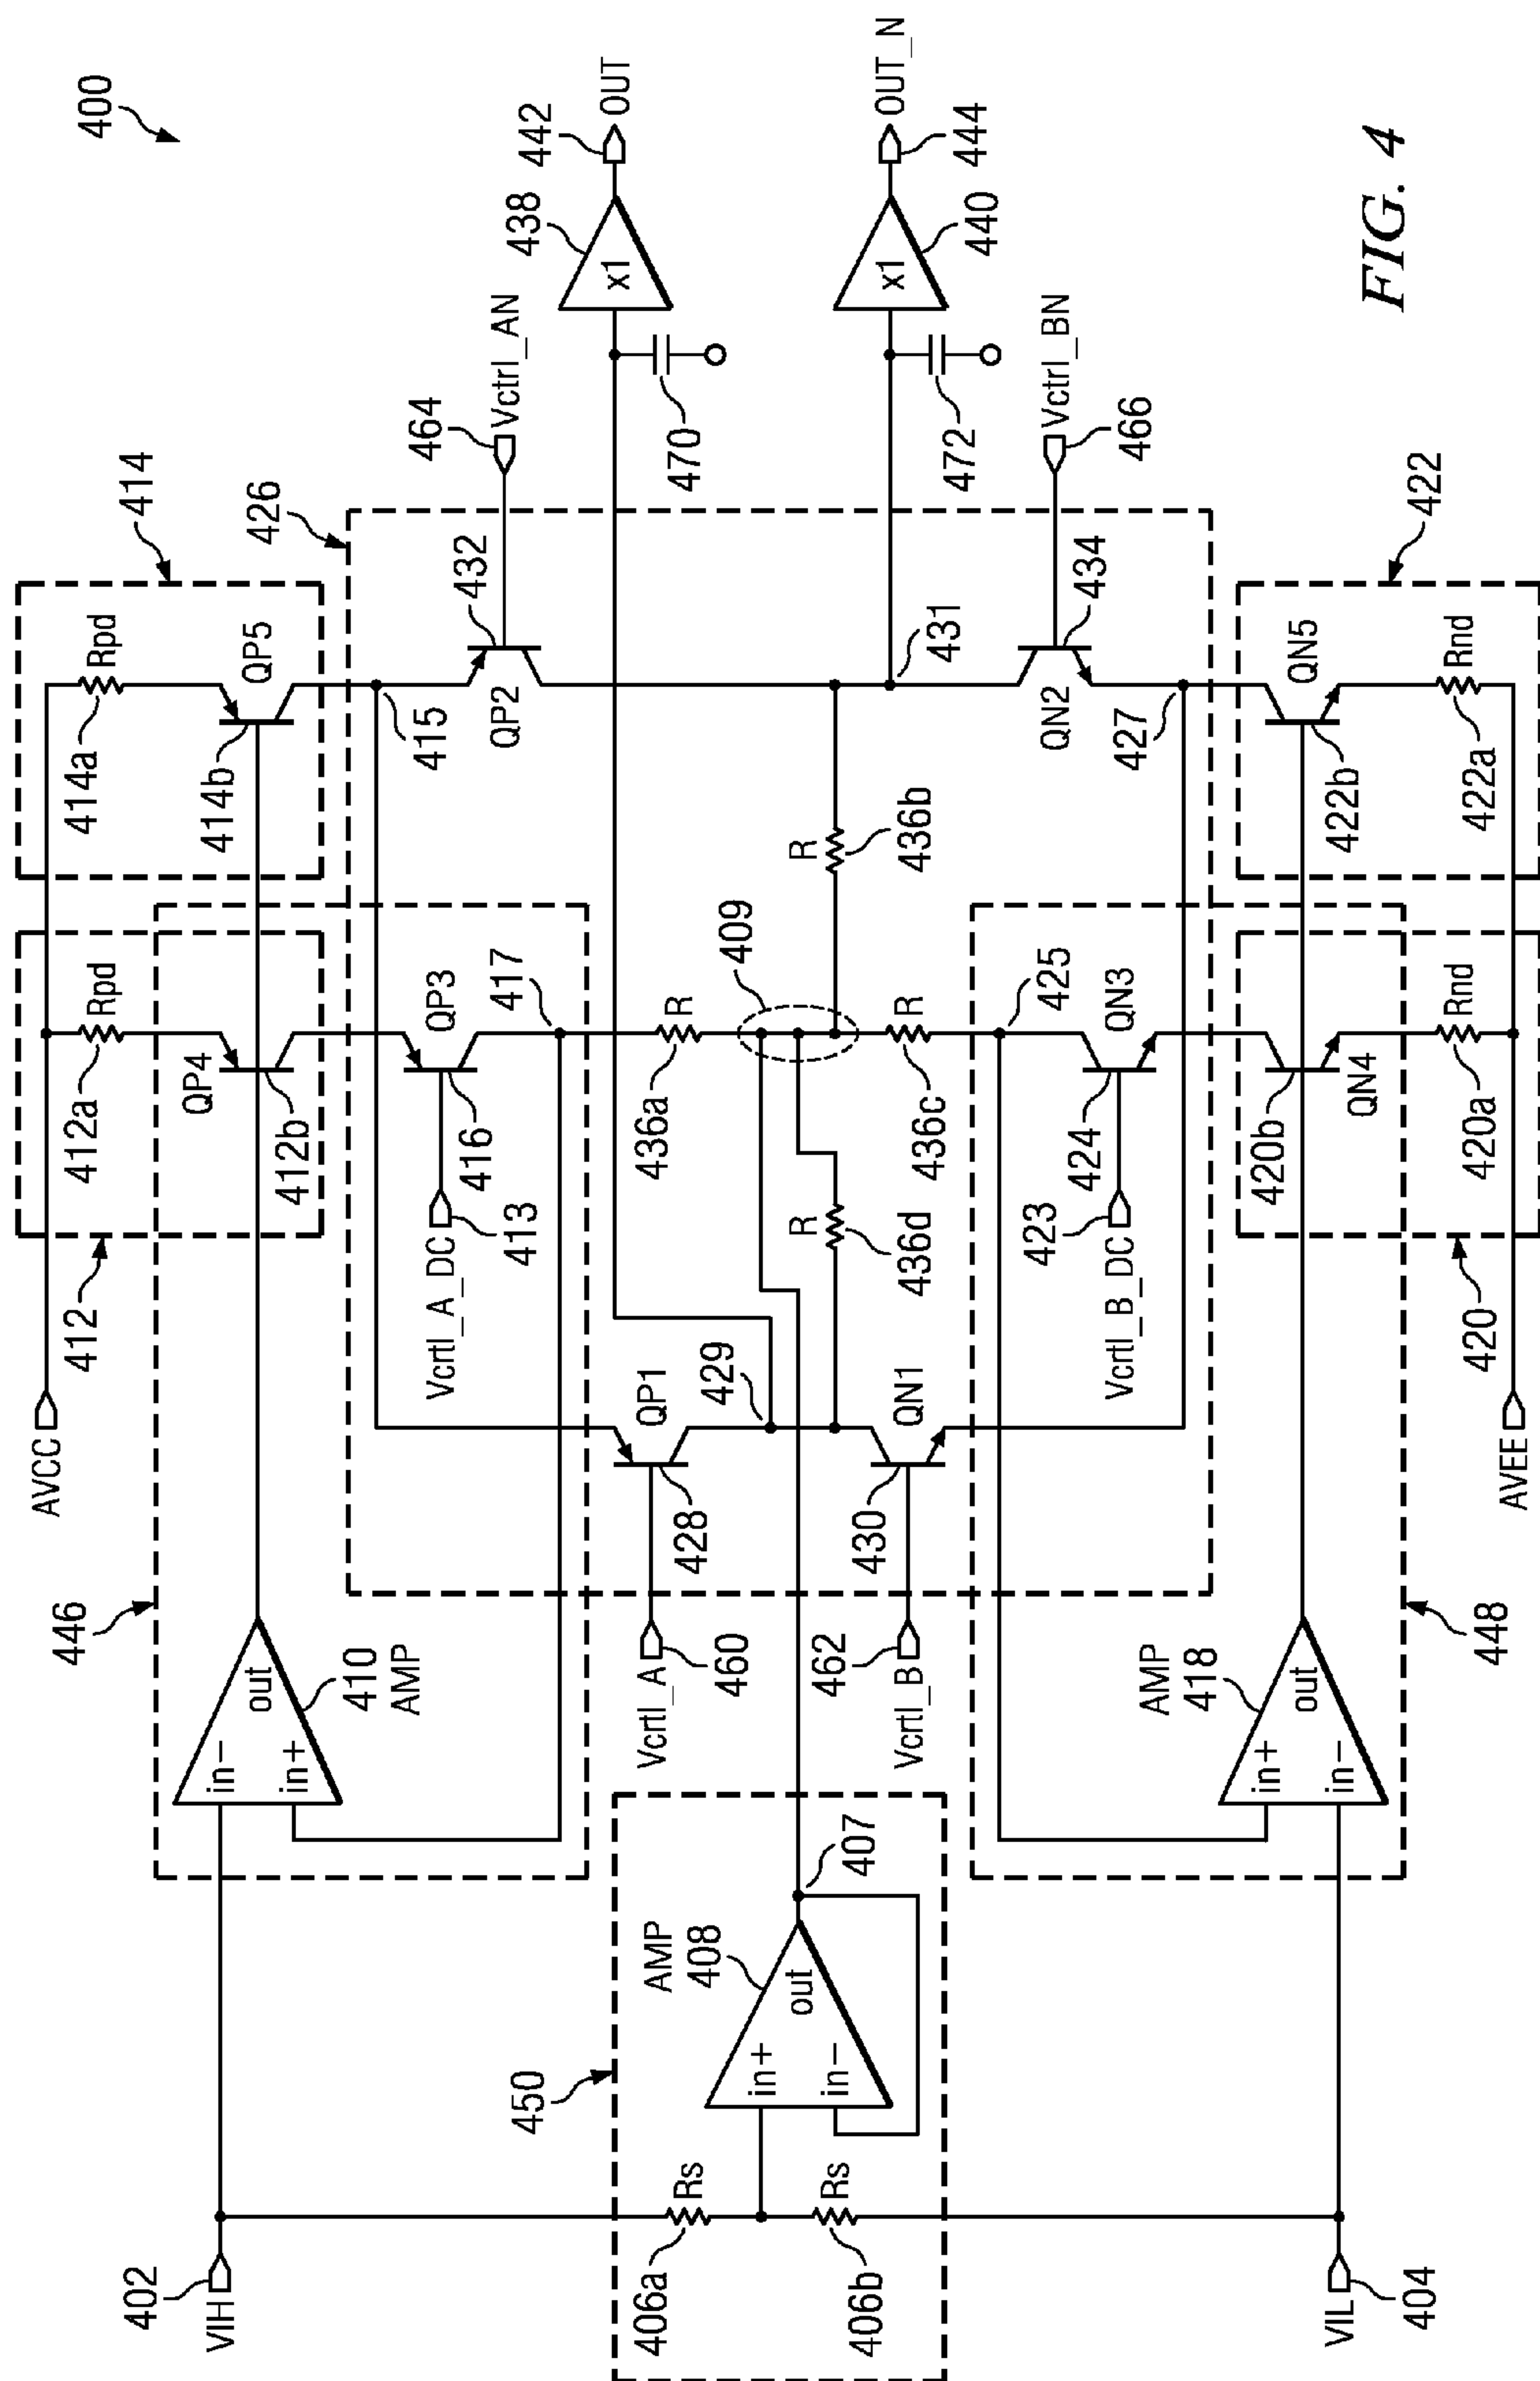 400
AVCC
412
412a
Rpd
414a
Rpd
414
446
QP4
412b
414b
QP5
426
VIH
402
in-
in+
out
410
AMP
Vcrtl_A_DC
413
416
QP3
417
415
QP2
432
464
Vctrl_AN
438
x1
442
OUT
470
Vcrtl_A
460
428
QP1
429
436a
R
409
450
406a
Rs
406b
Rs
AMP
408
in+
in-
out
407
R
436d
R
436b
R
436c
431
440
x1
444
OUT_N
472
Vcrtl_B
462
430
QN1
425
Vcrtl_B_DC
423
424
QN3
427
QN2
434
466
Vctrl_BN
VIL
404
AMP
418
in+
in-
out
448
420b
QN4
422b
QN5
422
420
420a
Rnd
422a
Rnd
AVEE
FIG. 4